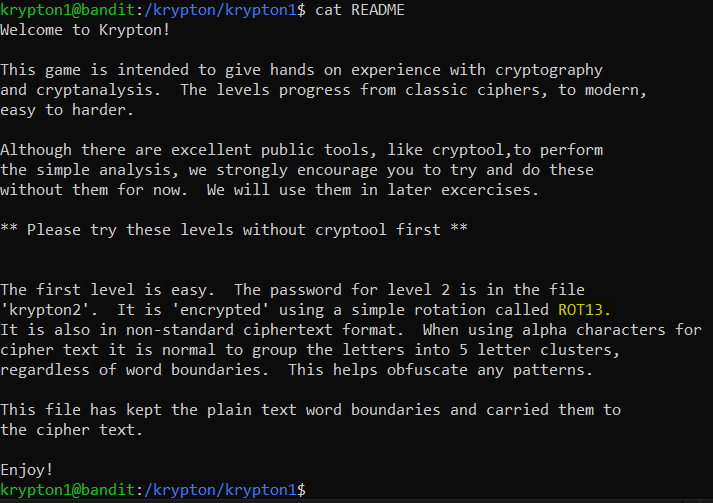 krypton1@bandit:/krypton/krypton1$ cat README
Welcome to Krypton!
This game is intended to give hands on experience with cryptography
and cryptanalysis.  The levels progress from classic ciphers, to modern,
easy to harder.
Although there are excellent public tools, like cryptool,to perform
the simple analysis, we strongly encourage you to try and do these
without them for now.  We will use them in later excercises.
** Please try these levels without cryptool first **
The first level is easy.  The password for level 2 is in the file
'krypton2'.  It is 'encrypted' using a simple rotation called ROT13.
It is also in non-standard ciphertext format.  When using alpha characters for
cipher text it is normal to group the letters into 5 letter clusters,
regardless of word boundaries.  This helps obfuscate any patterns.
This file has kept the plain text word boundaries and carried them to
the cipher text.
Enjoy!
krypton1@bandit:/krypton/krypton1$